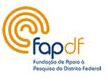 fapdf
Fundação de Apoio à
Pesquisa do Distrito Federal